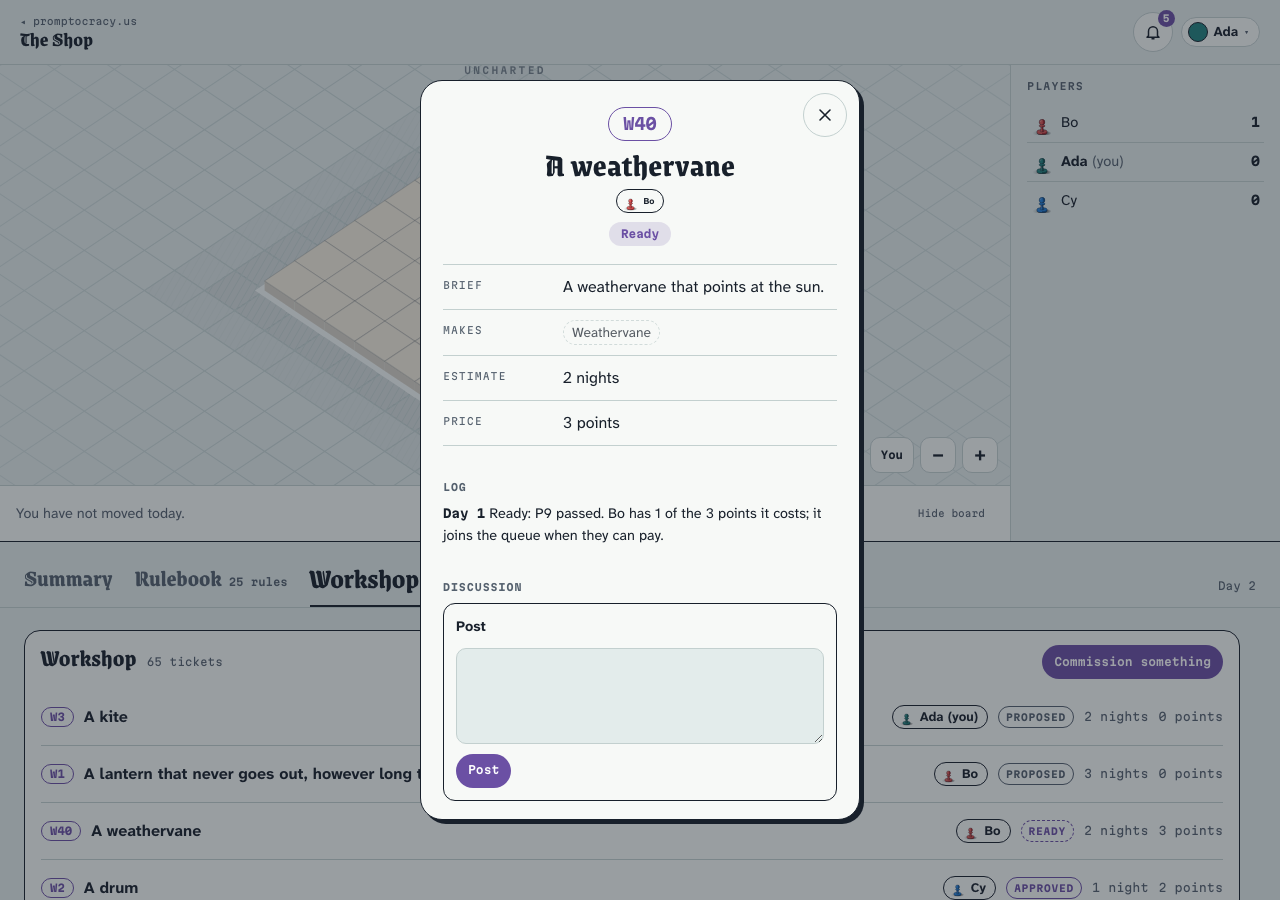 ◂ promptocracy.us
The Shop
5
Ada
UNCHARTED
PLAYERS
Bo 1
Ada (you) 0
Cy 0
W40
A weathervane
Bo
Ready
BRIEF A weathervane that points at the sun.
MAKES Weathervane
ESTIMATE 2 nights
PRICE 3 points
LOG
Day 1 Ready: P9 passed. Bo has 1 of the 3 points it costs; it
joins the queue when they can pay.
DISCUSSION
Post
Post
You − +
You have not moved today.
Hide board
Summary Rulebook 25 rules Workshop
Day 2
Workshop 65 tickets
Commission something
W3 A kite Ada (you) PROPOSED 2 nights 0 points
W1 A lantern that never goes out, however long Bo PROPOSED 3 nights 0 points
W40 A weathervane Bo READY 2 nights 3 points
W2 A drum Cy APPROVED 1 night 2 points